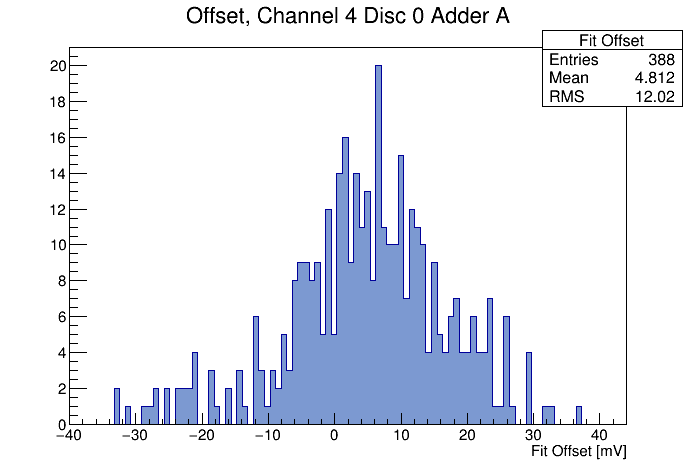 Offset, Channel 4 Disc 0 Adder A
Fit Offset
Entries 388
Mean 4.812
RMS 12.02
20
18
16
14
12
10
8
6
4
2
0
−40 −30 −20 −10 0 10 20 30 40
Fit Offset [mV]